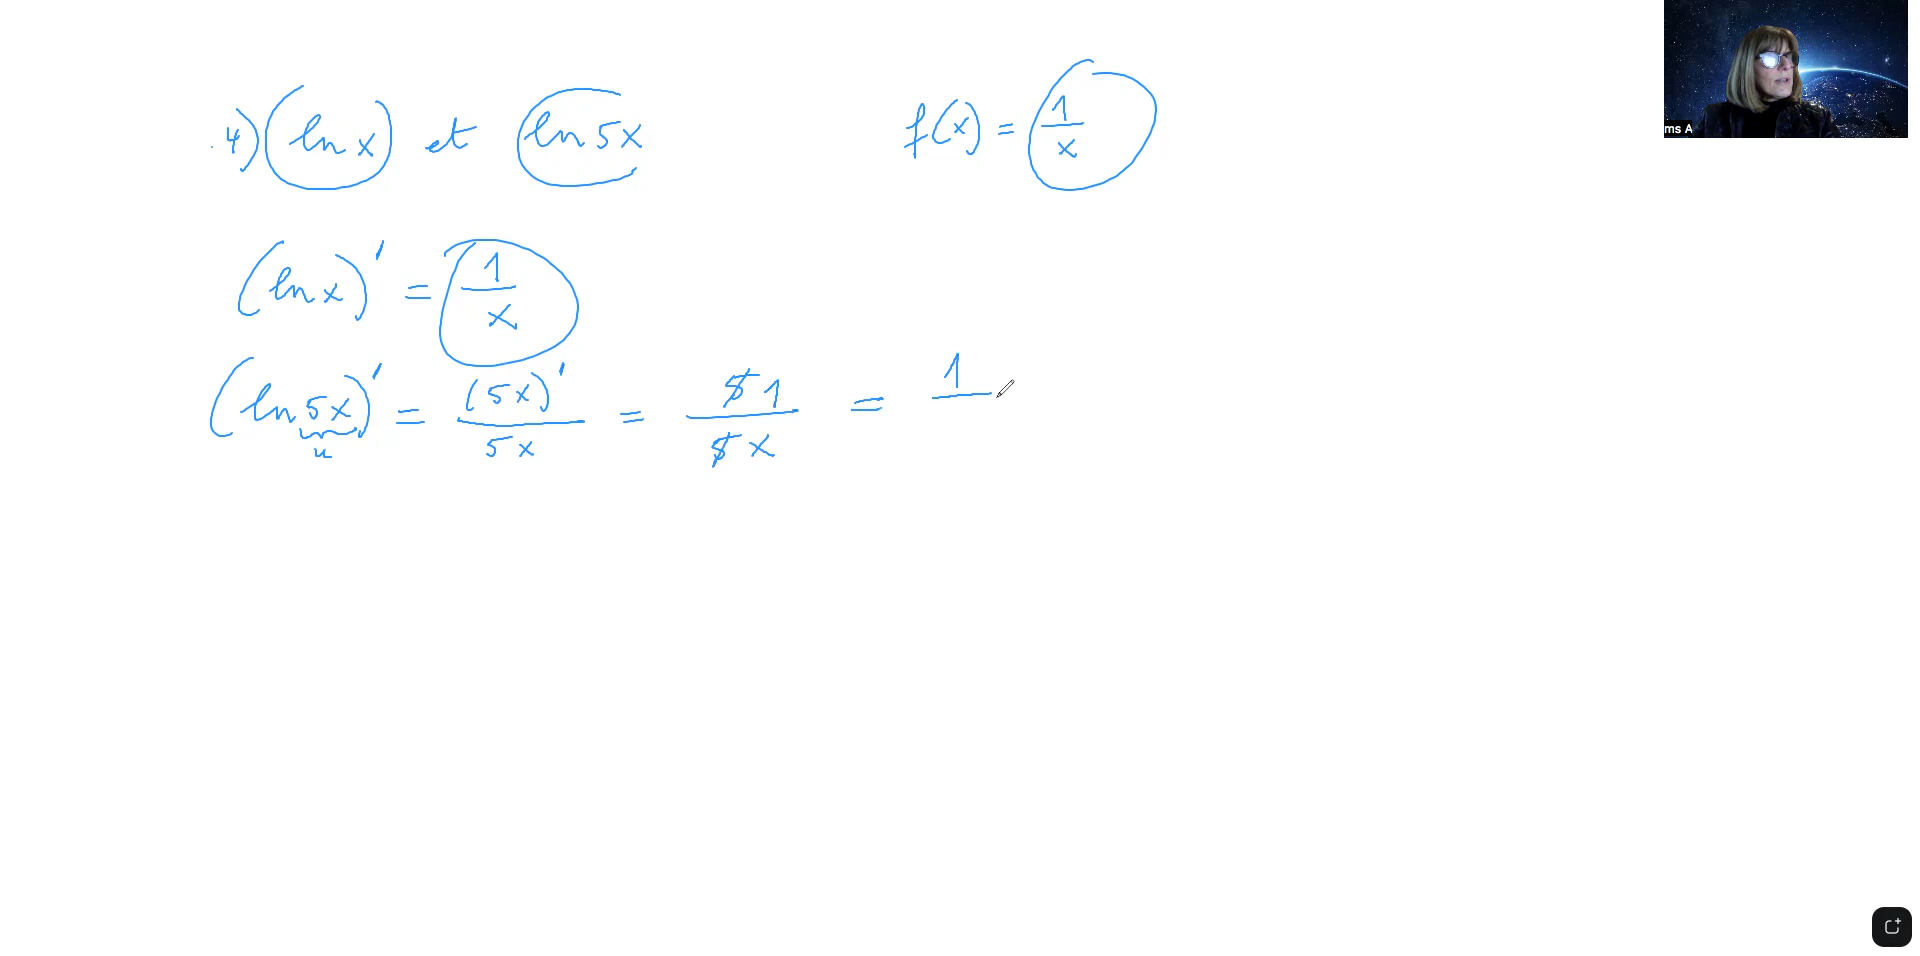 4) ln x et ln 5x f(x) = 1/x
(ln x)' = 1/x
(ln 5x)' = (5x)'/5x = 5 1/5 x = 1
u
ms A